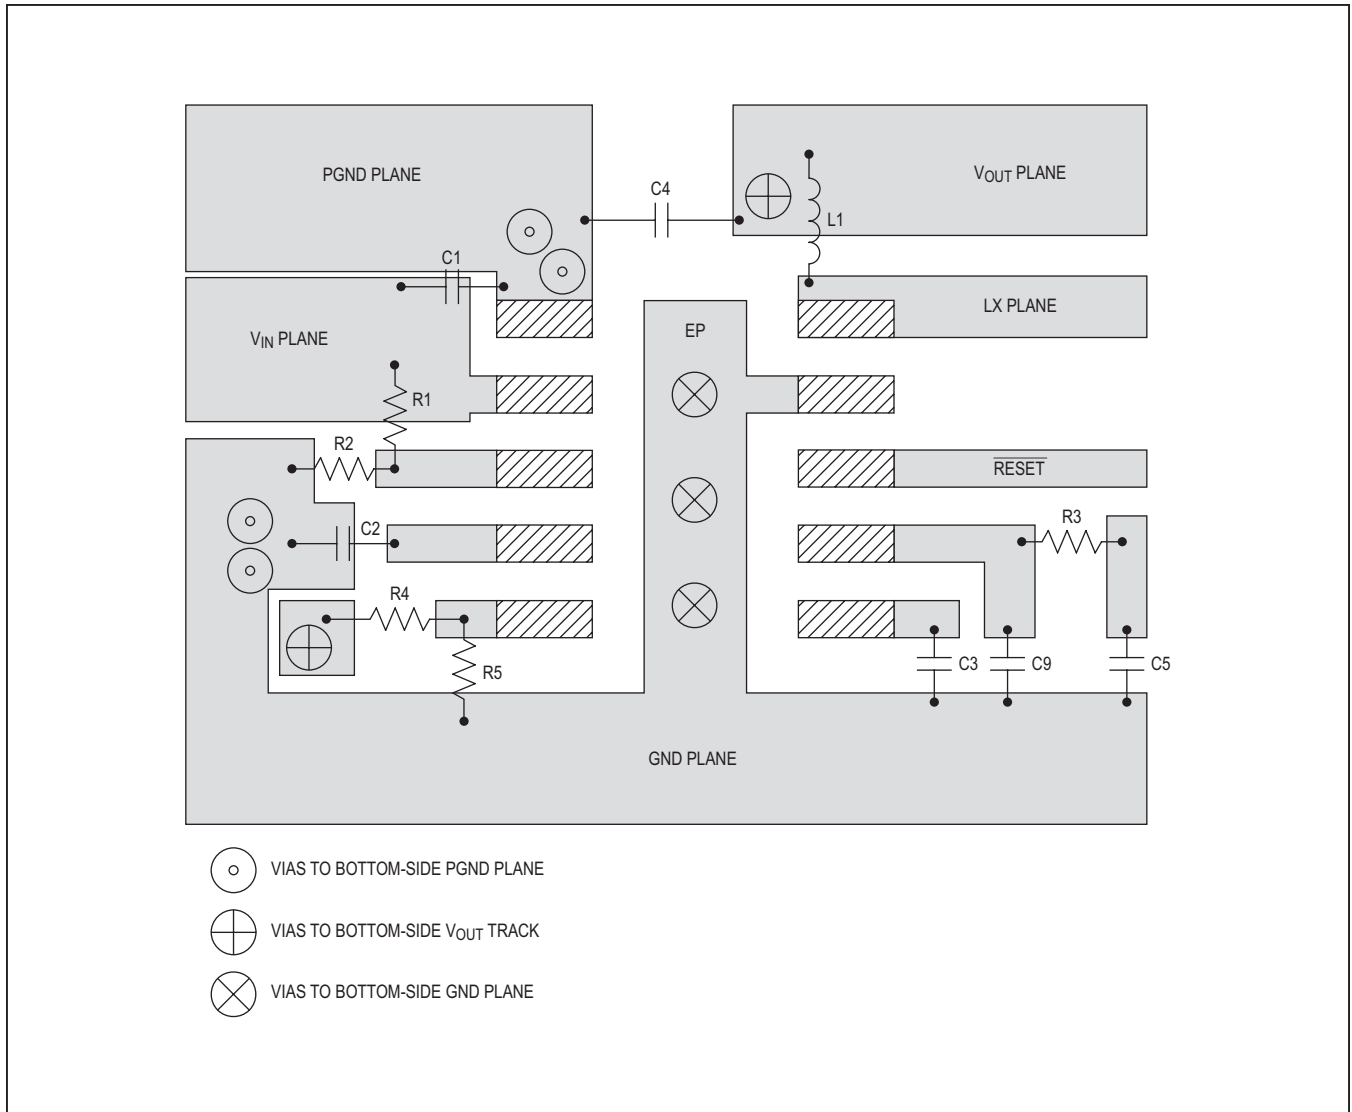 PGND PLANE
VOUT PLANE
C4
L1
C1
LX PLANE
VIN PLANE
EP
R1
R2
RESET
R3
C2
R4
R5
C3
C9
C5
GND PLANE
VIAS TO BOTTOM-SIDE PGND PLANE
VIAS TO BOTTOM-SIDE VOUT TRACK
VIAS TO BOTTOM-SIDE GND PLANE